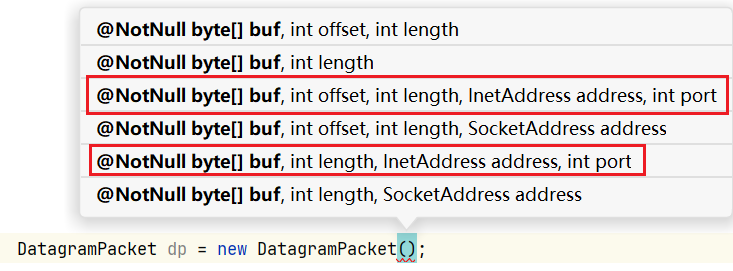 @NotNull byte[] buf, int offset, int length
@NotNull byte[] buf, int length
@NotNull byte[] buf, int offset, int length, InetAddress address, int port
@NotNull byte[] buf, int offset, int length, SocketAddress address
@NotNull byte[] buf, int length, InetAddress address, int port
@NotNull byte[] buf, int length, SocketAddress address
DatagramPacket dp = new DatagramPacket();